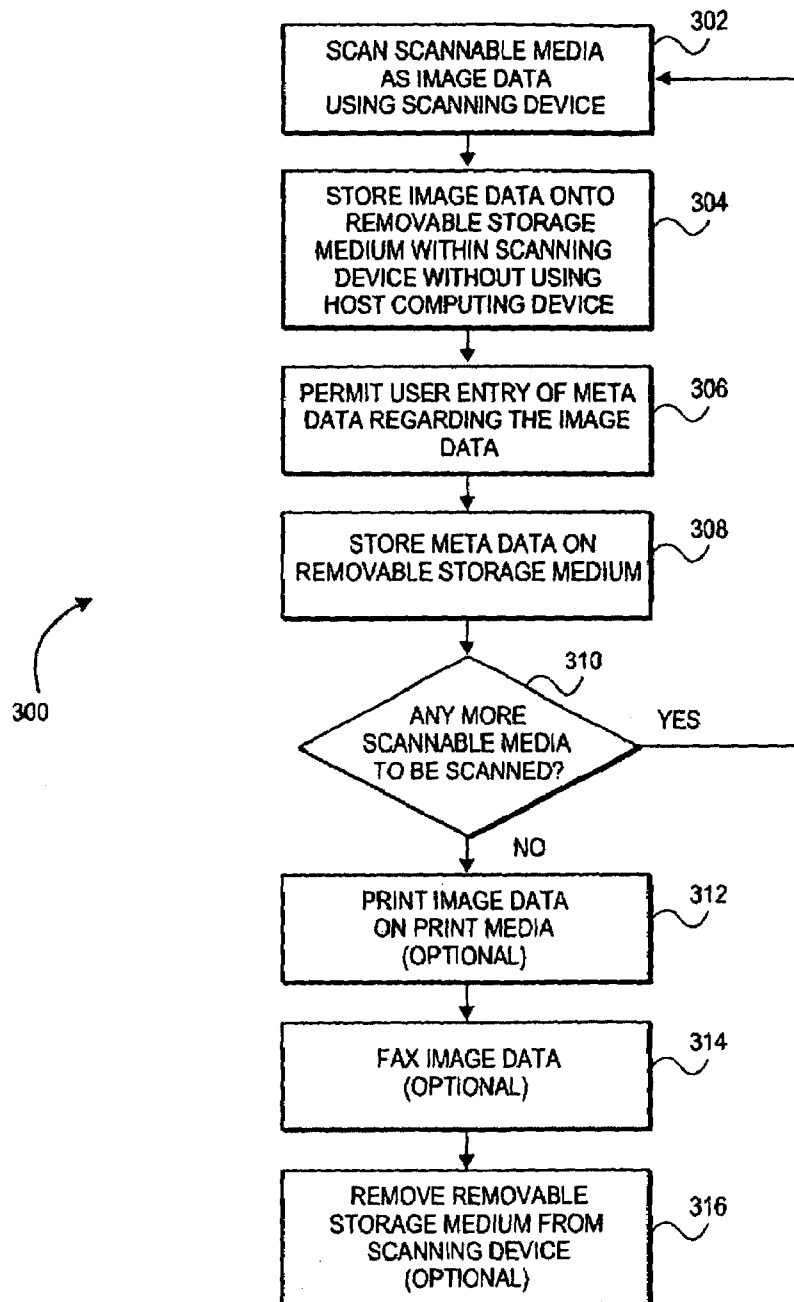 302
SCAN SCANNABLE MEDIA
AS IMAGE DATA
USING SCANNING DEVICE
304
STORE IMAGE DATA ONTO
REMOVABLE STORAGE
MEDIUM WITHIN SCANNING
DEVICE WITHOUT USING
HOST COMPUTING DEVICE
306
PERMIT USER ENTRY OF META
DATA REGARDING THE IMAGE
DATA
308
STORE META DATA ON
REMOVABLE STORAGE MEDIUM
300
310
ANY MORE
SCANNABLE MEDIA
TO BE SCANNED?
YES
NO
312
PRINT IMAGE DATA
ON PRINT MEDIA
(OPTIONAL)
314
FAX IMAGE DATA
(OPTIONAL)
316
REMOVE REMOVABLE
STORAGE MEDIUM FROM
SCANNING DEVICE
(OPTIONAL)